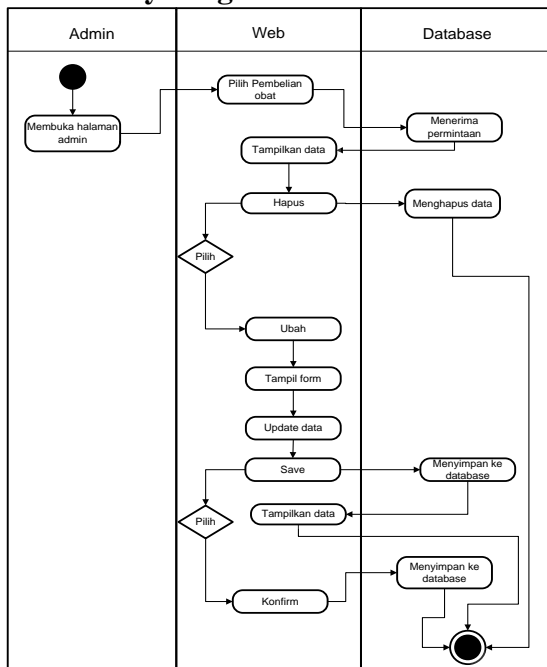 Admin
Web
Database
Pilih Pembelian
obat
Membuka halaman
admin
Menerima
permintaan
Tampilkan data
Hapus
Menghapus data
Pilih
Ubah
Tampil form
Update data
Save
Menyimpan ke
database
Tampilkan data
Pilih
Menyimpan ke
database
Konfirm